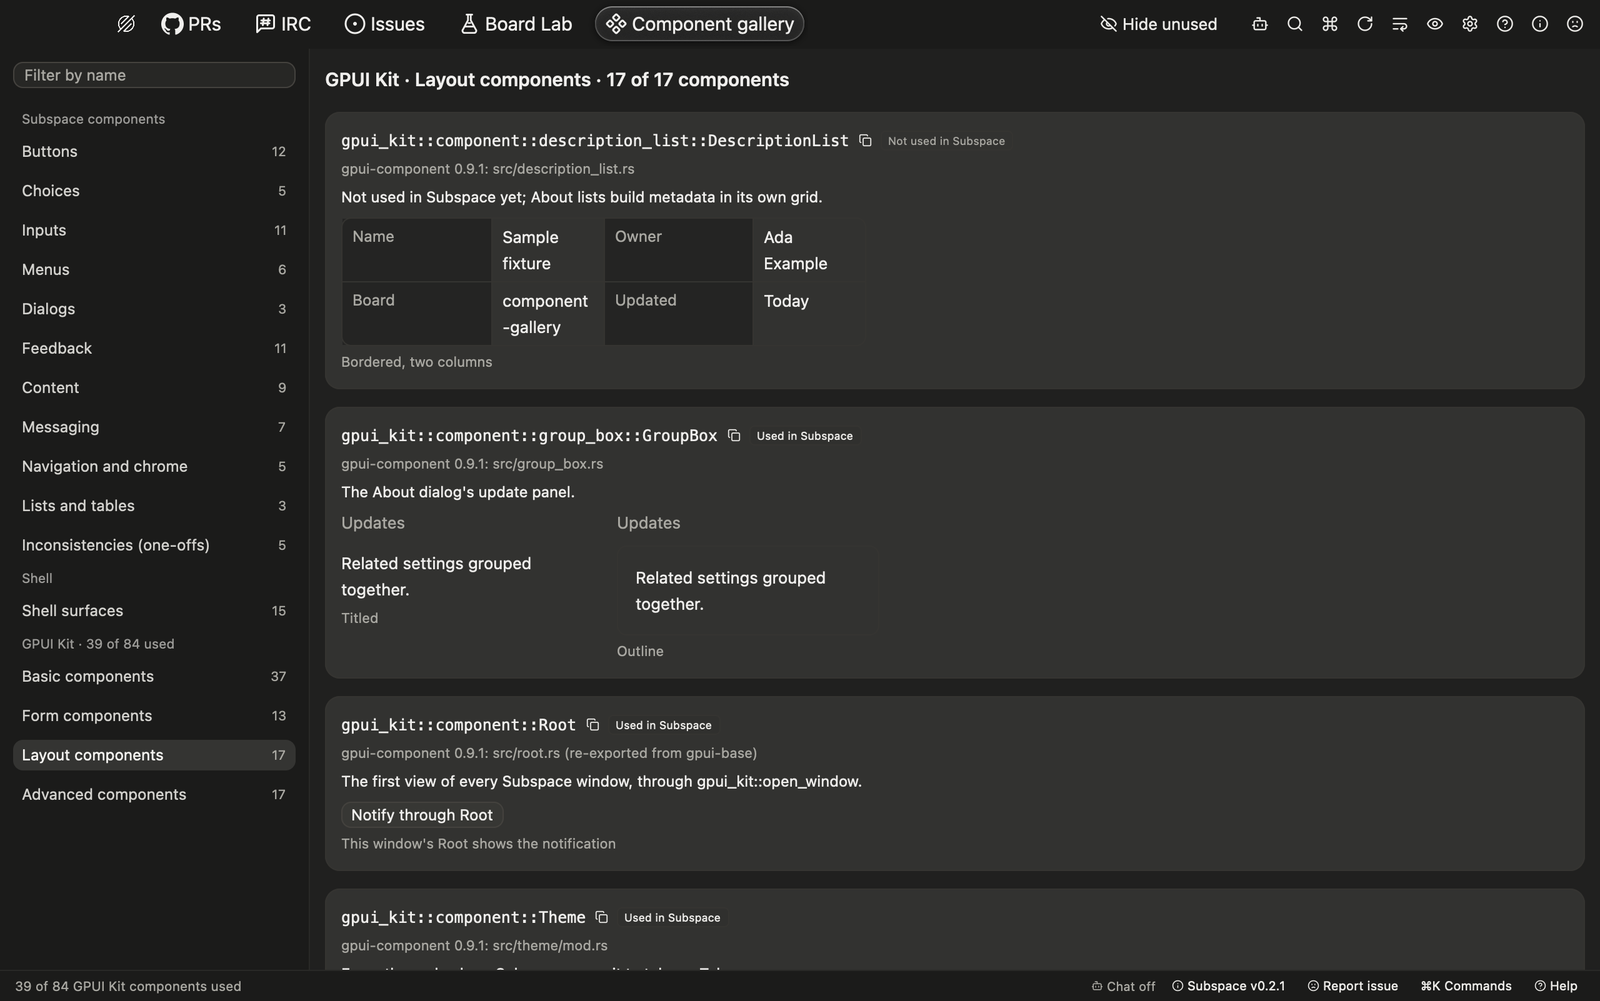 PRs
IRC
Issues
Board Lab
Component gallery
Hide unused
Filter by name
Subspace components
Buttons 12
Choices 5
Inputs 11
Menus 6
Dialogs 3
Feedback 11
Content 9
Messaging 7
Navigation and chrome 5
Lists and tables 3
Inconsistencies (one-offs) 5
Shell
Shell surfaces 15
GPUI Kit · 39 of 84 used
Basic components 37
Form components 13
Layout components 17
Advanced components 17
GPUI Kit · Layout components · 17 of 17 components
gpui_kit::component::description_list::DescriptionList Not used in Subspace
gpui-component 0.9.1: src/description_list.rs
Not used in Subspace yet; About lists build metadata in its own grid.
Name
Sample
fixture
Owner
Ada
Example
Board
component
-gallery
Updated
Today
Bordered, two columns
gpui_kit::component::group_box::GroupBox Used in Subspace
gpui-component 0.9.1: src/group_box.rs
The About dialog's update panel.
Updates
Related settings grouped
together.
Titled
Updates
Related settings grouped
together.
Outline
gpui_kit::component::Root Used in Subspace
gpui-component 0.9.1: src/root.rs (re-exported from gpui-base)
The first view of every Subspace window, through gpui_kit::open_window.
Notify through Root
This window's Root shows the notification
gpui_kit::component::Theme Used in Subspace
gpui-component 0.9.1: src/theme/mod.rs
39 of 84 GPUI Kit components used
Chat off
Subspace v0.2.1
Report issue
⌘K Commands
Help